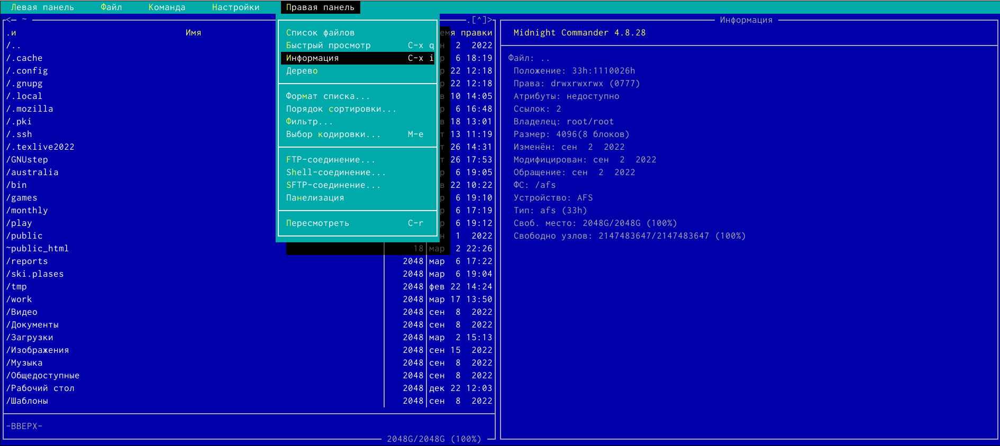 Левая панель Файл Команда Настройки Правая панель
<─ ~ .[^]>
.и Имя мя правки
/.. 2 2022
/.cache 6 18:19
/.config 22 12:18
/.gnupg 22 12:18
/.local 10 14:05
/.mozilla 6 16:48
/.pki 18 13:01
/.ssh 13 11:19
/.texlive2022 26 14:31
/GNUstep 26 17:53
/australia 6 19:05
/bin 22 10:22
/games 6 19:10
/monthly 6 17:19
/play 6 19:12
/public 1 2022
~public_html 18 мар 2 22:26
/reports 2048 мар 6 17:22
/ski.plases 2048 мар 6 19:04
/tmp 2048 фев 22 14:24
/work 2048 мар 17 13:50
/Видео 2048 сен 8 2022
/Документы 2048 сен 8 2022
/Загрузки 2048 мар 2 15:13
/Изображения 2048 сен 15 2022
/Музыка 2048 сен 8 2022
/Общедоступные 2048 сен 8 2022
/Рабочий стол 2048 дек 22 12:03
/Шаблоны 2048 сен 8 2022
-ВВЕРХ-
2048G/2048G (100%)
Список файлов
Быстрый просмотр C-x q
Информация C-x i
Дерево
Формат списка...
Порядок сортировки...
Фильтр...
Выбор кодировки... M-e
FTP-соединение...
Shell-соединение...
SFTP-соединение...
Панелизация
Пересмотреть C-r
Информация
Midnight Commander 4.8.28
Файл: ..
Положение: 33h:1110026h
Права: drwxrwxrwx (0777)
Атрибуты: недоступно
Ссылок: 2
Владелец: root/root
Размер: 4096(8 блоков)
Изменён: сен 2 2022
Модифицирован: сен 2 2022
Обращение: сен 2 2022
ФС: /afs
Устройство: AFS
Тип: afs (33h)
Своб. место: 2048G/2048G (100%)
Свободно узлов: 2147483647/2147483647 (100%)